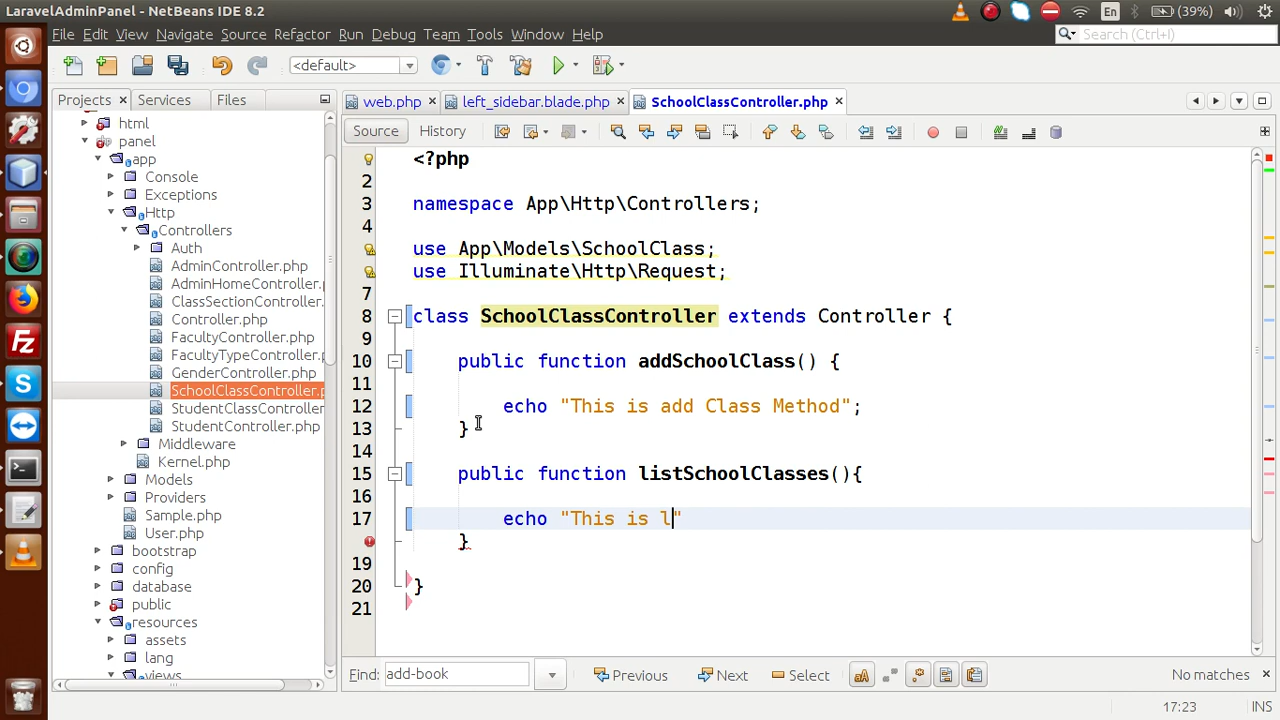 LaravelAdminPanel - NetBeans IDE 8.2
En
(39%)
File Edit View Navigate Source Refactor Run Debug Team Tools Window Help
Search (Ctrl+I)
<default>
Projects Services Files
web.php left_sidebar.blade.php SchoolClassController.php
Source History
html
panel
app
Console
Exceptions
Http
Controllers
Auth
AdminController.php
AdminHomeController.
ClassSectionController.
Controller.php
FacultyController.php
FacultyTypeController.
GenderController.php
SchoolClassController.p
StudentClassController
StudentController.php
Middleware
Kernel.php
Models
Providers
Sample.php
User.php
bootstrap
config
database
public
resources
assets
lang
views
<?php
2
3 namespace App\Http\Controllers;
4
use App\Models\SchoolClass;
use Illuminate\Http\Request;
7
8 class SchoolClassController extends Controller {
9
10 public function addSchoolClass() {
11
12 echo "This is add Class Method";
13 }
14
15 public function listSchoolClasses(){
16
17 echo "This is l"
}
19
20 }
21
Find: add-book Previous Next Select aA No matches
17:23 INS